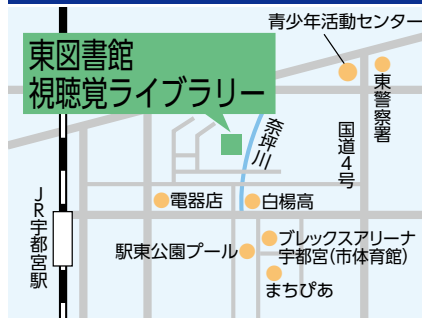 青少年活動センター
東図書館
視聴覚ライブラリー
東警察署
国道4号
奈坪川
JR宇都宮駅
電器店
白楊高
ブレックスアリーナ
宇都宮(市体育館)
駅東公園プール
まちぴあ